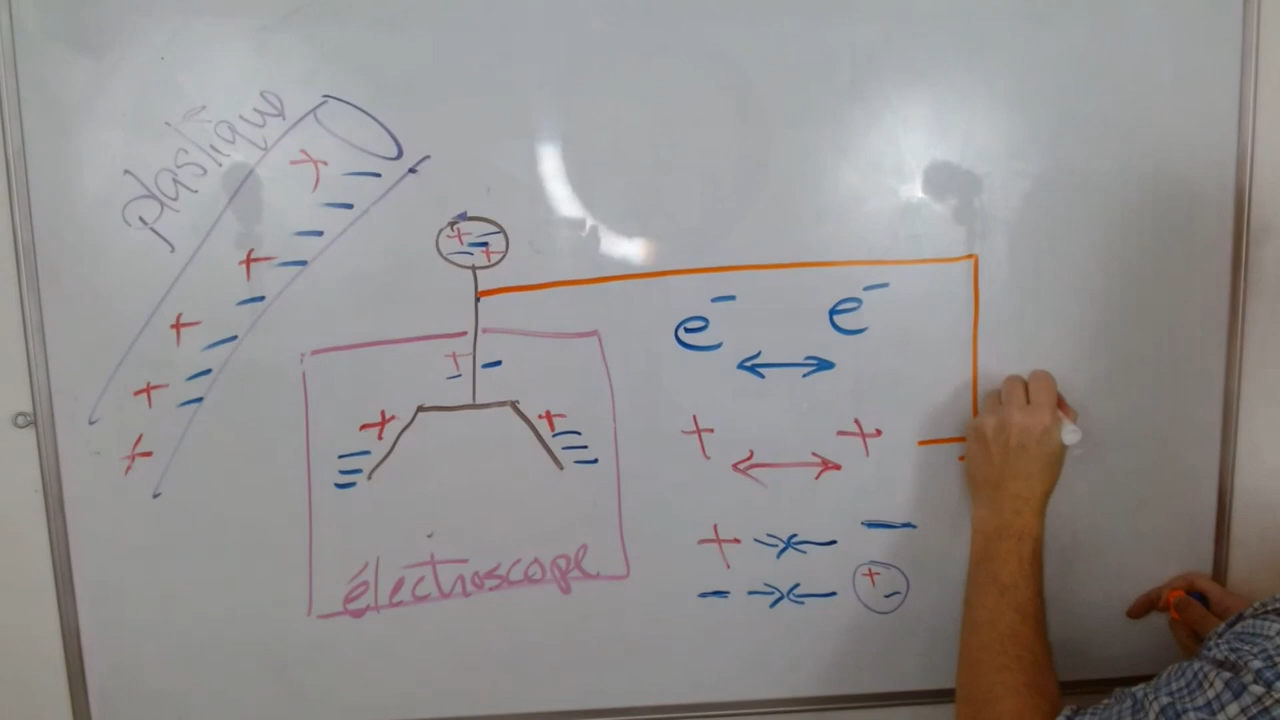 Plastique
e⁻ e⁻
+ ↔ +
+ →← −
− →← + −
électroscope